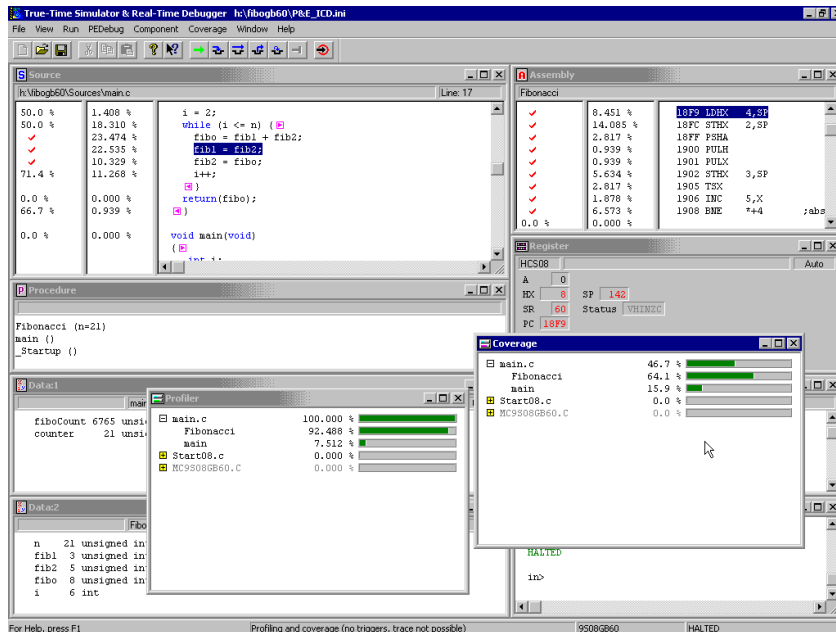 True-Time Simulator & Real-Time Debugger h:\fibogb60\P&E_ICD.ini
File View Run PEDebug Component Coverage Window Help
Source
h:\fibogb60\Sources\main.c Line: 17
50.0 % 1.408 % i = 2;
50.0 % 18.310 % while (i <= n) {
23.474 % fibo = fib1 + fib2;
22.535 % fib1 = fib2;
10.329 % fib2 = fibo;
71.4 % 11.268 % i++;
}
0.0 % 0.000 % return(fibo);
66.7 % 0.939 % }
0.0 % 0.000 % void main(void)
{
Assembly
Fibonacci
8.451 % 18F9 LDHX 4,SP
14.085 % 18FC STHX 2,SP
2.817 % 18FF PSHA
0.939 % 1900 PULH
0.939 % 1901 PULX
5.634 % 1902 STHX 3,SP
2.817 % 1905 TSX
1.878 % 1906 INC 5,X
6.573 % 1908 BNE *+4 ;abs
0.0 % 0.000 %
Register
HCS08 Auto
A 0
HX 8 SP 142
SR 60 Status VHINZC
PC 18F9
Procedure
Fibonacci (n=21)
main ()
_Startup ()
Coverage
main.c 46.7 %
Fibonacci 64.1 %
main 15.9 %
Start08.c 0.0 %
MC9S08GB60.C 0.0 %
Data:1
main
fiboCount 6765 unsi
counter 21 unsi
Profiler
main.c 100.000 %
Fibonacci 92.488 %
main 7.512 %
Start08.c 0.000 %
MC9S08GB60.C 0.000 %
Data:2
Fibo
n 21 unsigned in
fib1 3 unsigned in
fib2 5 unsigned in
fibo 8 unsigned in
i 6 int
HALTED
in>
For Help, press F1 Profiling and coverage (no triggers, trace not possible) 9S08GB60 HALTED